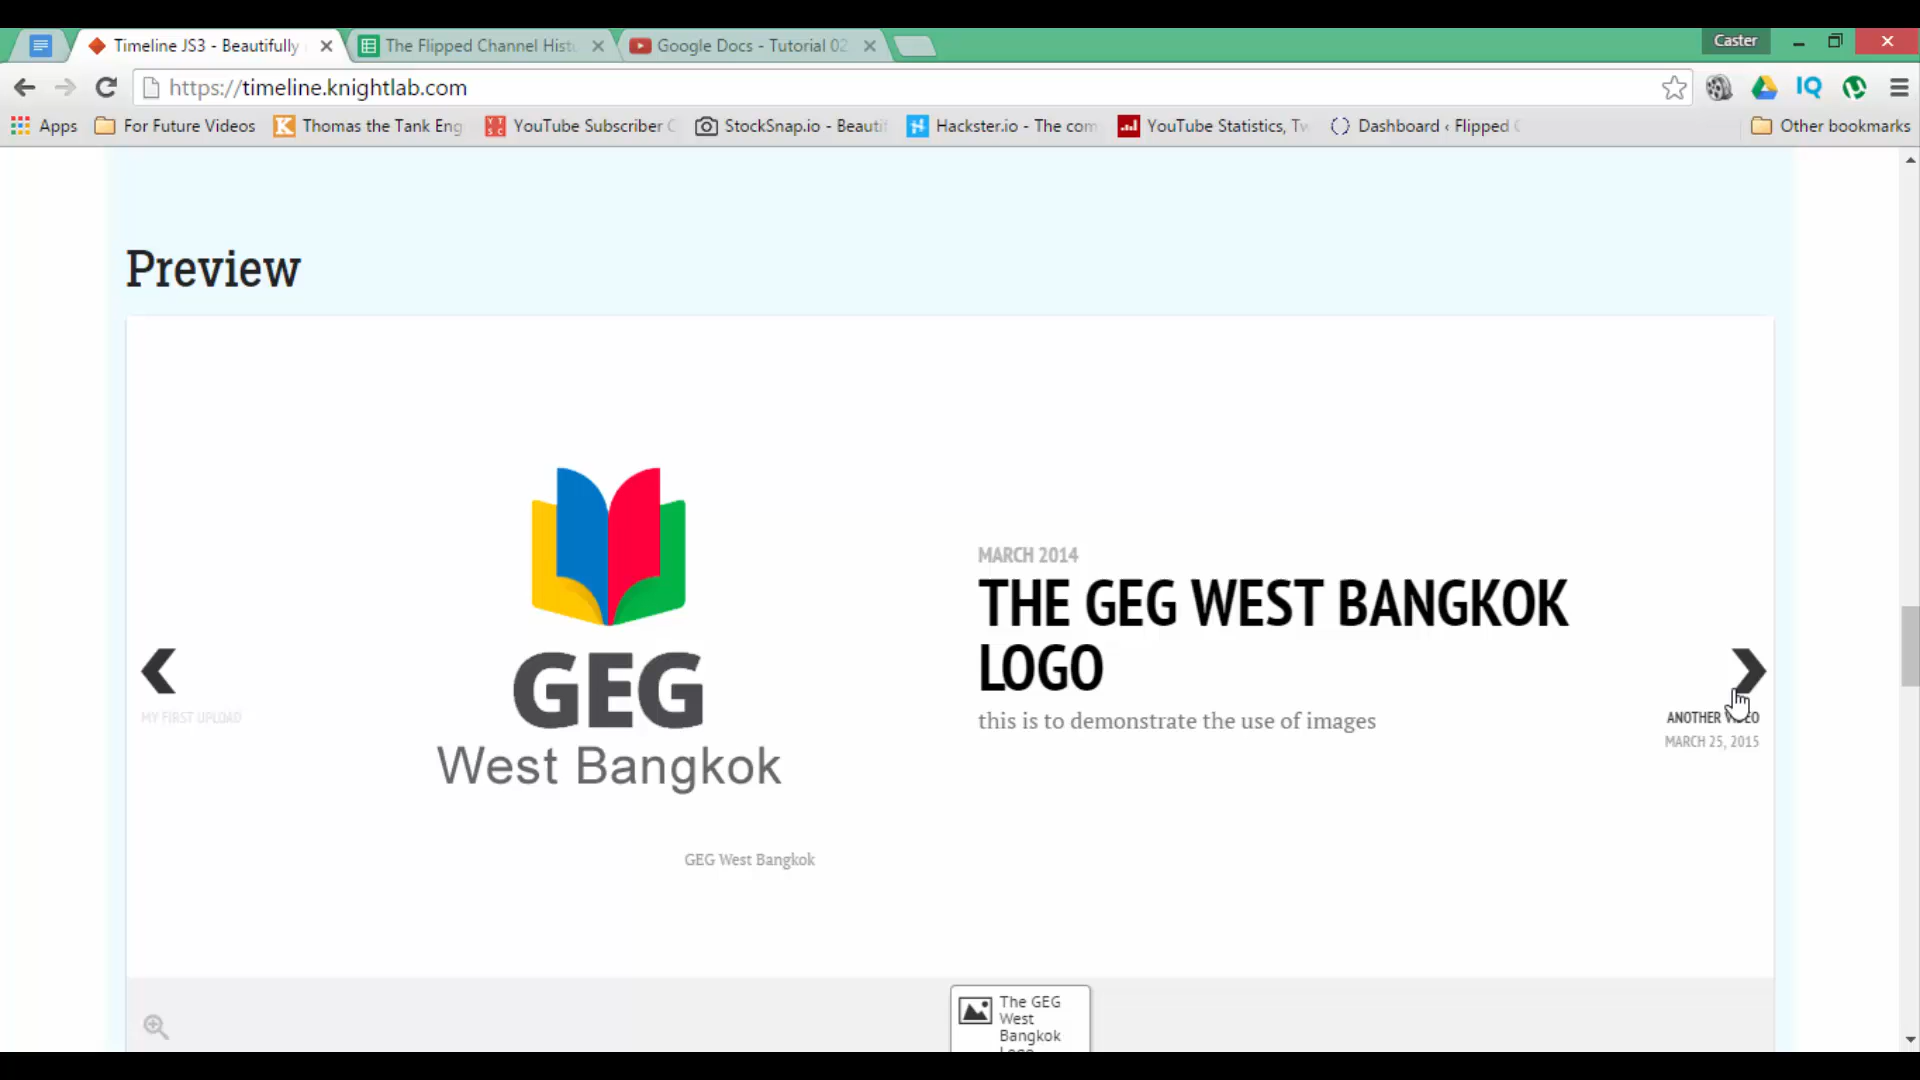 Timeline JS3 - Beautifully
The Flipped Channel Hist
Google Docs - Tutorial 02
Caster
https://timeline.knightlab.com
IQ
Apps
For Future Videos
Thomas the Tank Eng
YouTube Subscriber C
StockSnap.io - Beauti
Hackster.io - The com
YouTube Statistics, Tw
Dashboard ‹ Flipped C
Other bookmarks
Preview
GEG
West Bangkok
GEG West Bangkok
MARCH 2014
THE GEG WEST BANGKOK
LOGO
this is to demonstrate the use of images
MY FIRST UPLOAD
ANOTHER VIDEO
MARCH 25, 2015
The GEG
West
Bangkok
Logo